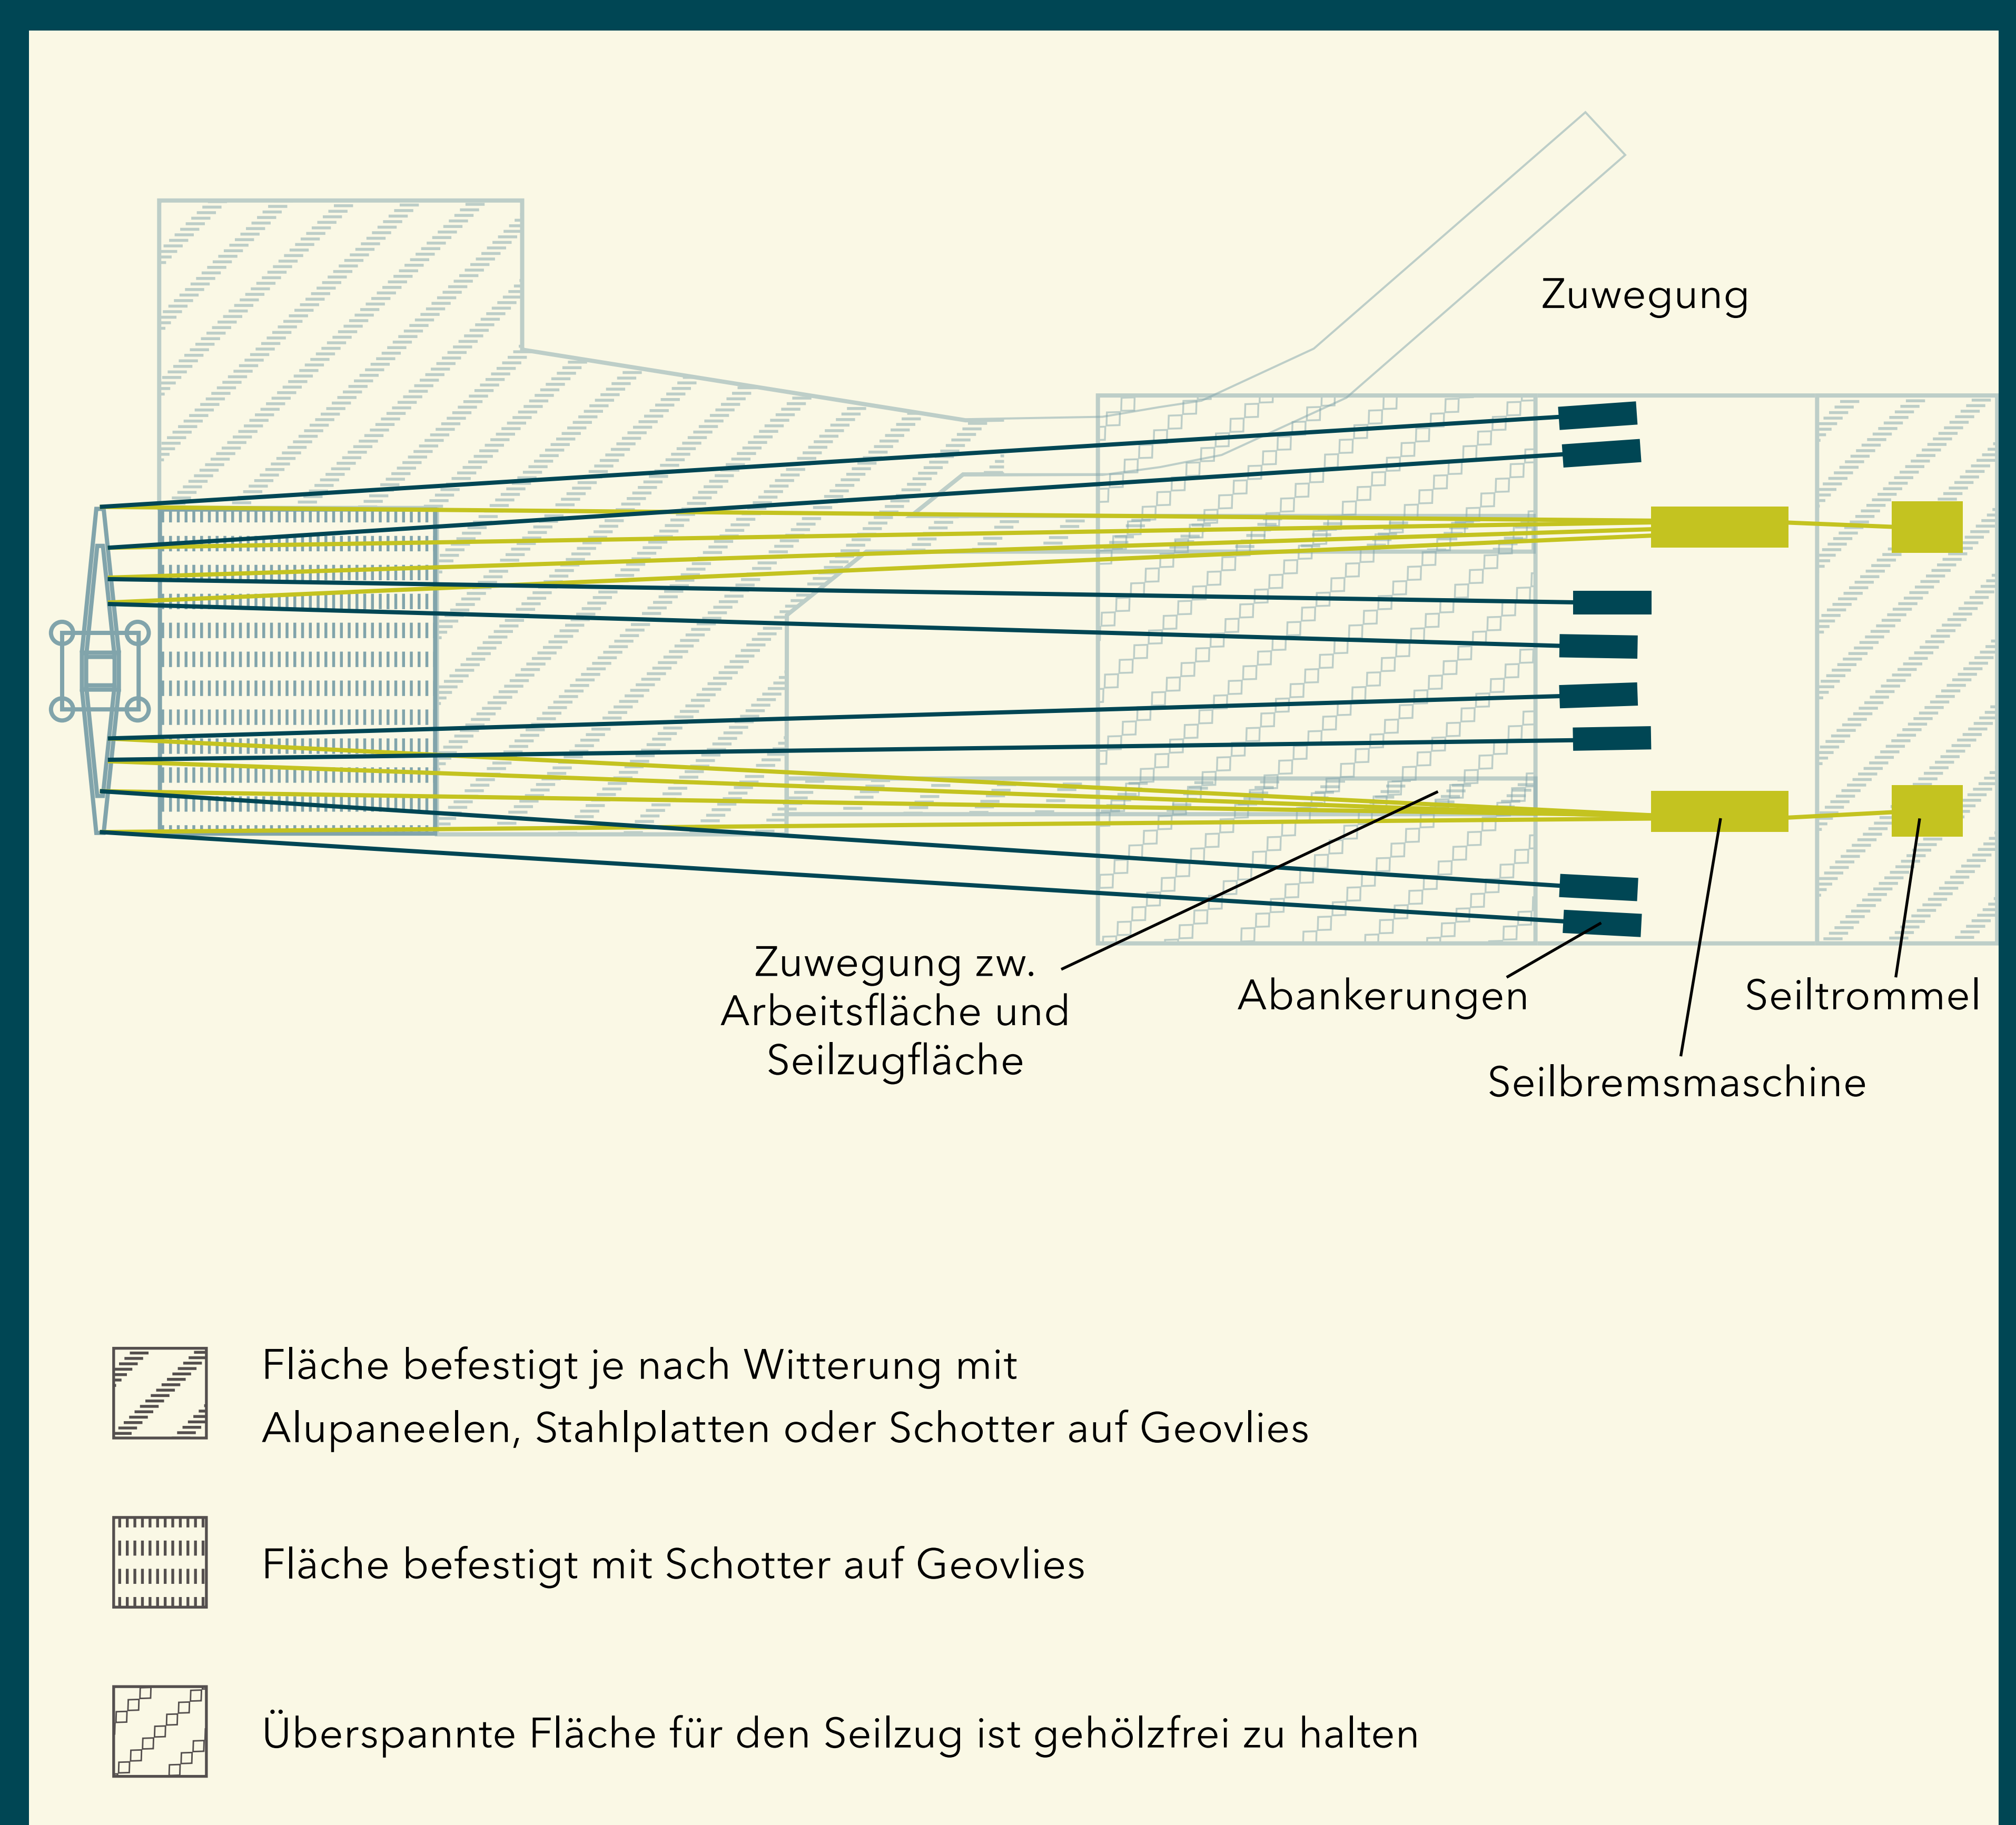 Zuwegung
Zuwegung zw.
Arbeitsfläche und
Seilzugfläche
Abankerungen
Seiltrommel
Seilbremsmaschine
Fläche befestigt je nach Witterung mit
Alupaneelen, Stahlplatten oder Schotter auf Geovlies
Fläche befestigt mit Schotter auf Geovlies
Überspannte Fläche für den Seilzug ist gehölzfrei zu halten